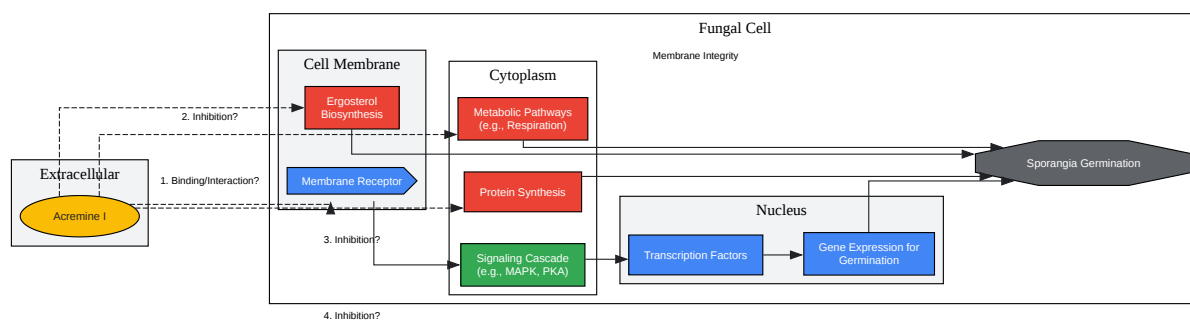 Fungal Cell
Membrane Integrity
Cell Membrane
Cytoplasm
Ergosterol
Biosynthesis
Metabolic Pathways
(e.g., Respiration)
2. Inhibition?
Sporangia Germination
Extracellular
1. Binding/Interaction?
Membrane Receptor
Protein Synthesis
Acremine I
Nucleus
3. Inhibition?
Signaling Cascade
(e.g., MAPK, PKA)
Transcription Factors
Gene Expression for
Germination
4. Inhibition?